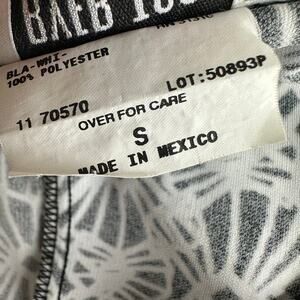 BLA-WHI-
100% POLYESTER
LOT:50893P
11 70570
OVER FOR CARE
S
MADE IN MEXICO